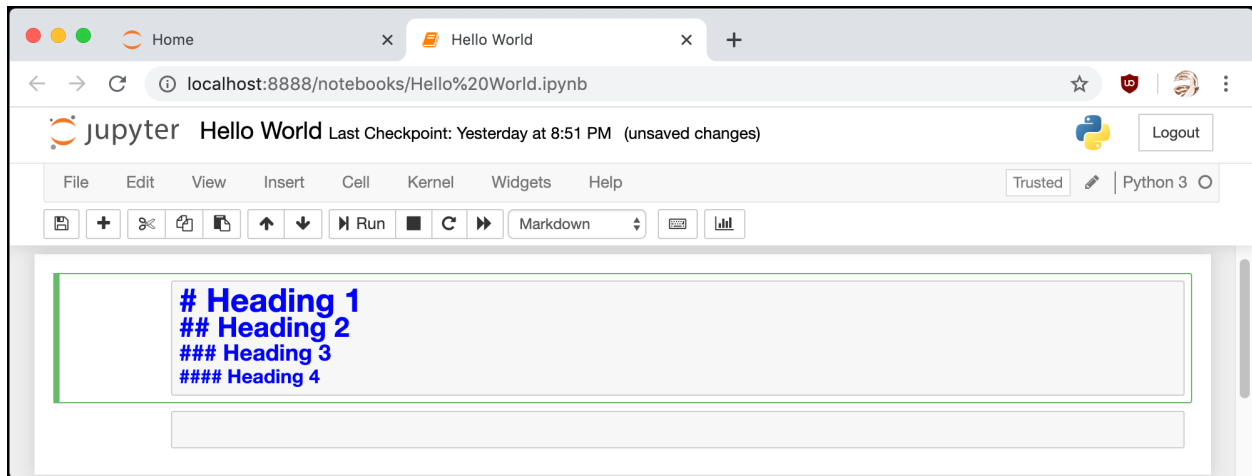 Home
Hello World
localhost:8888/notebooks/Hello%20World.ipynb
jupyter Hello World Last Checkpoint: Yesterday at 8:51 PM (unsaved changes)
Logout
File Edit View Insert Cell Kernel Widgets Help
Trusted
Python 3
Run
Markdown
# Heading 1
## Heading 2
### Heading 3
#### Heading 4